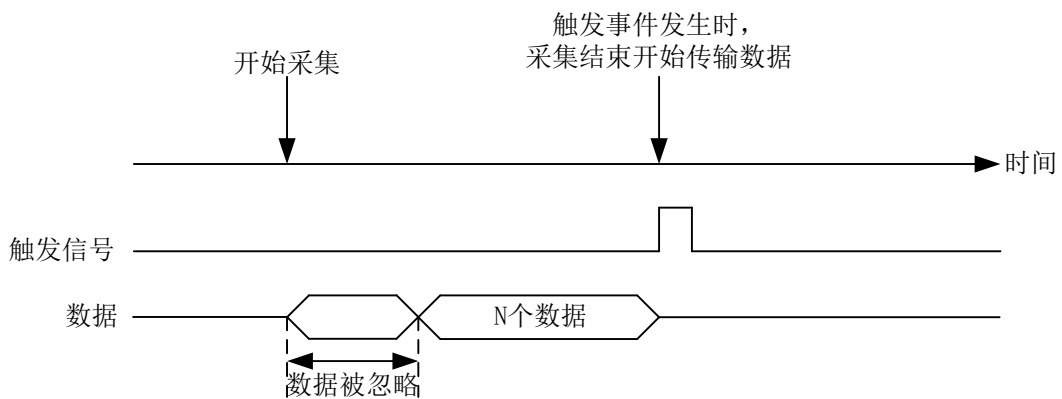 触发事件发生时，
采集结束开始传输数据
开始采集
时间
触发信号
数据
N个数据
数据被忽略